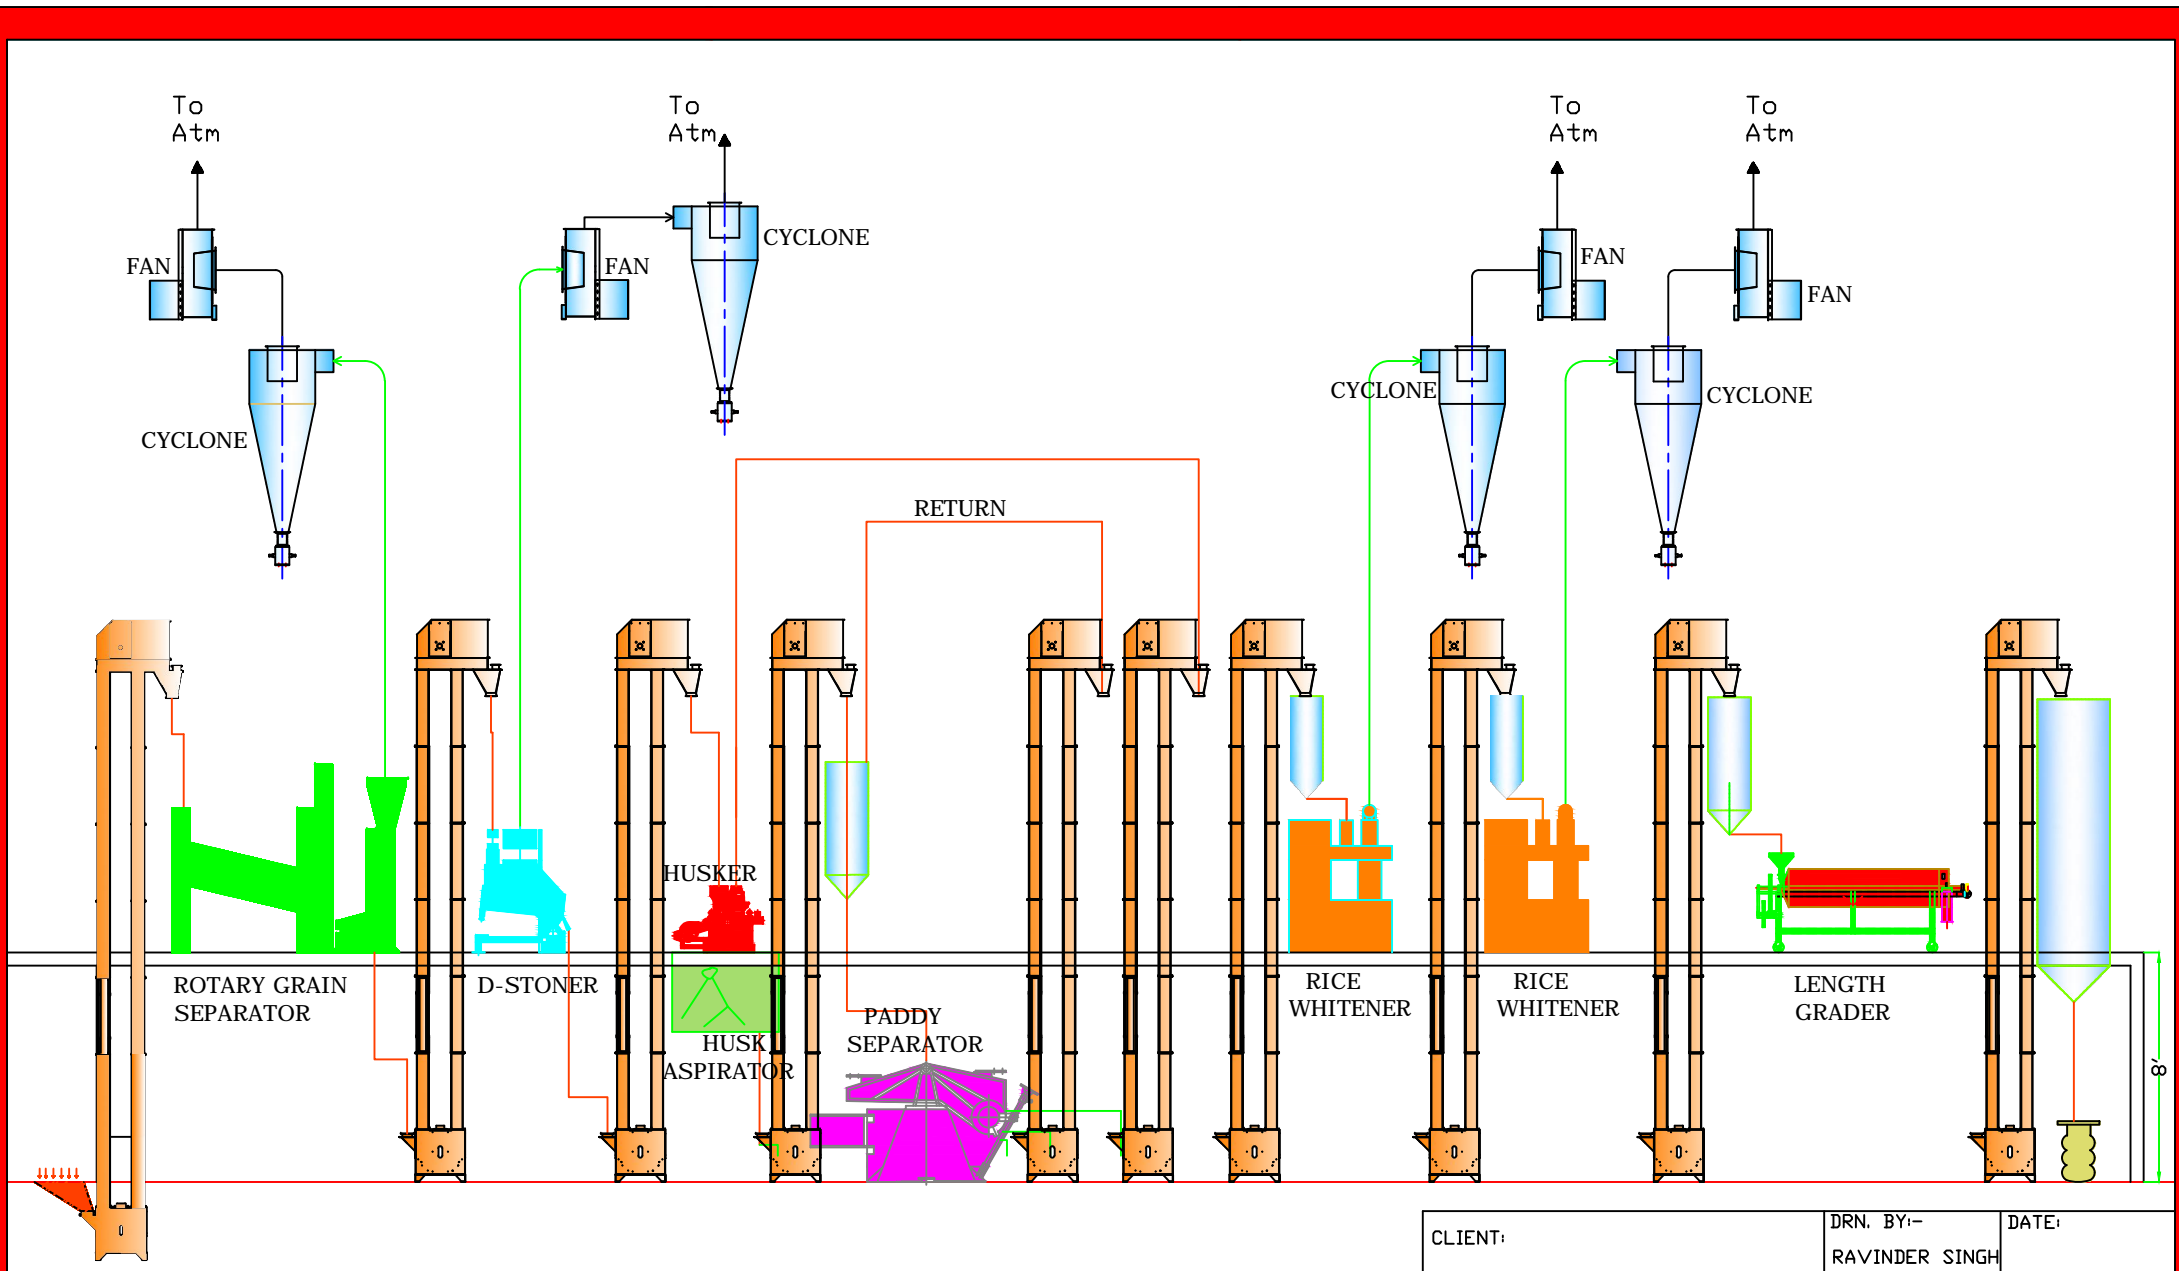 To
Atm
To
Atm
To
Atm
To
Atm
CYCLONE
FAN
FAN
FAN
FAN
CYCLONE
CYCLONE
CYCLONE
RETURN
HUSKER
ROTARY GRAIN
SEPARATOR
D-STONER
RICE
WHITENER
RICE
WHITENER
LENGTH
GRADER
PADDY
SEPARATOR
HUSK
ASPIRATOR
8'
CLIENT:
DRN. BY:-
RAVINDER SINGH
DATE: